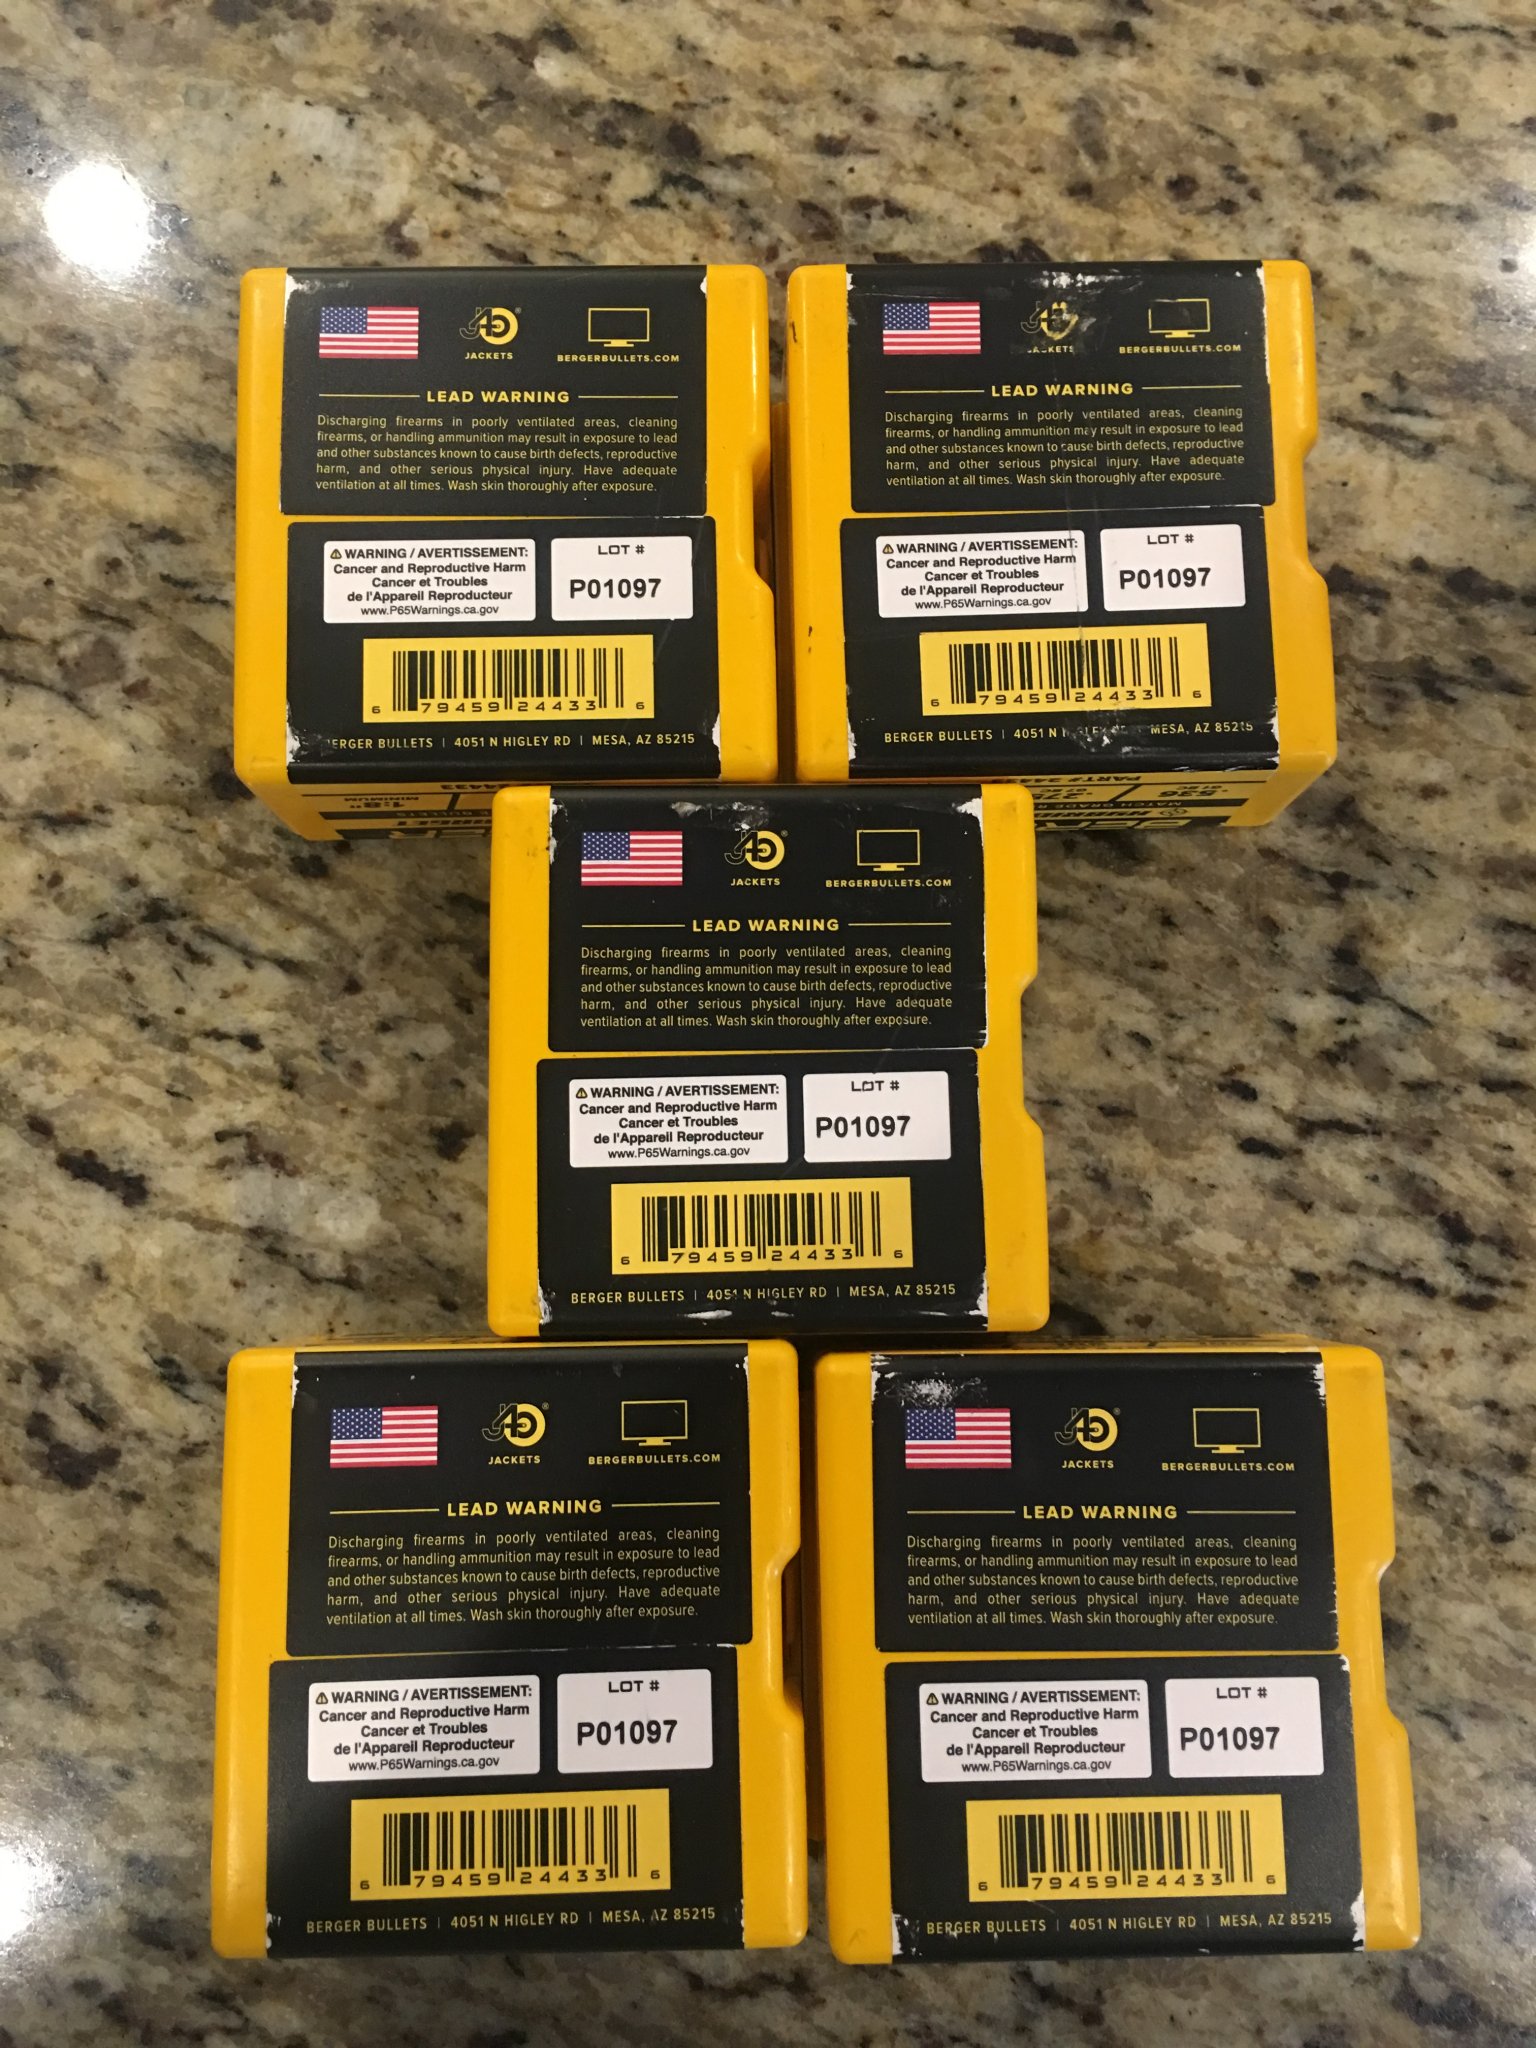 JACKETS
BERGERBULLETS.COM
LEAD WARNING
Discharging firearms in poorly ventilated areas, cleaning
firearms, or handling ammunition may result in exposure to lead
and other substances known to cause birth defects, reproductive
harm, and other serious physical injury. Have adequate
ventilation at all times. Wash skin thoroughly after exposure.
WARNING / AVERTISSEMENT:
Cancer and Reproductive Harm
Cancer et Troubles
de l'Appareil Reproducteur
www.P65Warnings.ca.gov
LOT #
P01097
6 79459 24433 6
BERGER BULLETS | 4051 N HIGLEY RD | MESA, AZ 85215
1:8"
MINIMUM
JACKETS
BERGERBULLETS.COM
LEAD WARNING
Discharging firearms in poorly ventilated areas, cleaning
firearms, or handling ammunition may result in exposure to lead
and other substances known to cause birth defects, reproductive
harm, and other serious physical injury. Have adequate
ventilation at all times. Wash skin thoroughly after exposure.
WARNING / AVERTISSEMENT:
Cancer and Reproductive Harm
Cancer et Troubles
de l'Appareil Reproducteur
www.P65Warnings.ca.gov
LOT #
P01097
6 79459 24433 6
BERGER BULLETS | 4051 N MESA, AZ 85215
PART# 24433
MATCH GRADE
JACKETS
BERGERBULLETS.COM
LEAD WARNING
Discharging firearms in poorly ventilated areas, cleaning
firearms, or handling ammunition may result in exposure to lead
and other substances known to cause birth defects, reproductive
harm, and other serious physical injury. Have adequate
ventilation at all times. Wash skin thoroughly after exposure.
WARNING / AVERTISSEMENT:
Cancer and Reproductive Harm
Cancer et Troubles
de l'Appareil Reproducteur
www.P65Warnings.ca.gov
LOT #
P01097
6 79459 24433 6
BERGER BULLETS | 4051 N HIGLEY RD | MESA, AZ 85215
JACKETS
BERGERBULLETS.COM
LEAD WARNING
Discharging firearms in poorly ventilated areas, cleaning
firearms, or handling ammunition may result in exposure to lead
and other substances known to cause birth defects, reproductive
harm, and other serious physical injury. Have adequate
ventilation at all times. Wash skin thoroughly after exposure.
WARNING / AVERTISSEMENT:
Cancer and Reproductive Harm
Cancer et Troubles
de l'Appareil Reproducteur
www.P65Warnings.ca.gov
LOT #
P01097
6 79459 24433 6
BERGER BULLETS | 4051 N HIGLEY RD | MESA, AZ 85215
JACKETS
BERGERBULLETS.COM
LEAD WARNING
Discharging firearms in poorly ventilated areas, cleaning
firearms, or handling ammunition may result in exposure to lead
and other substances known to cause birth defects, reproductive
harm, and other serious physical injury. Have adequate
ventilation at all times. Wash skin thoroughly after exposure.
WARNING / AVERTISSEMENT:
Cancer and Reproductive Harm
Cancer et Troubles
de l'Appareil Reproducteur
www.P65Warnings.ca.gov
LOT #
P01097
6 79459 24433 6
BERGER BULLETS | 4051 N HIGLEY RD | MESA, AZ 85215